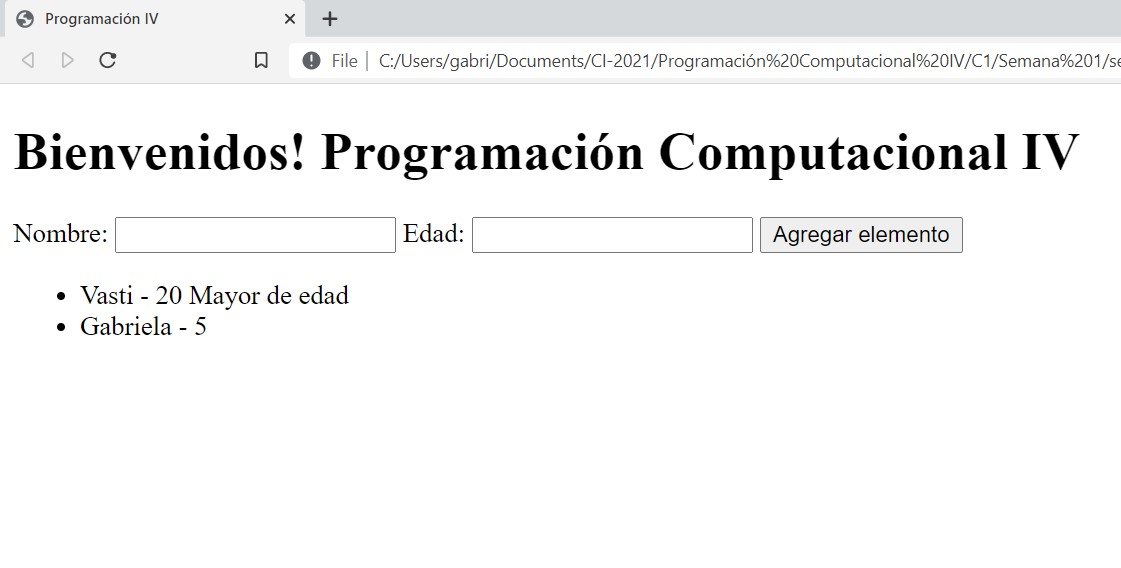 Programación IV
File | C:/Users/gabri/Documents/CI-2021/Programación%20Computacional%20IV/C1/Semana%201/se
Bienvenidos! Programación Computacional IV
Nombre: Edad: Agregar elemento
• Vasti - 20 Mayor de edad
• Gabriela - 5